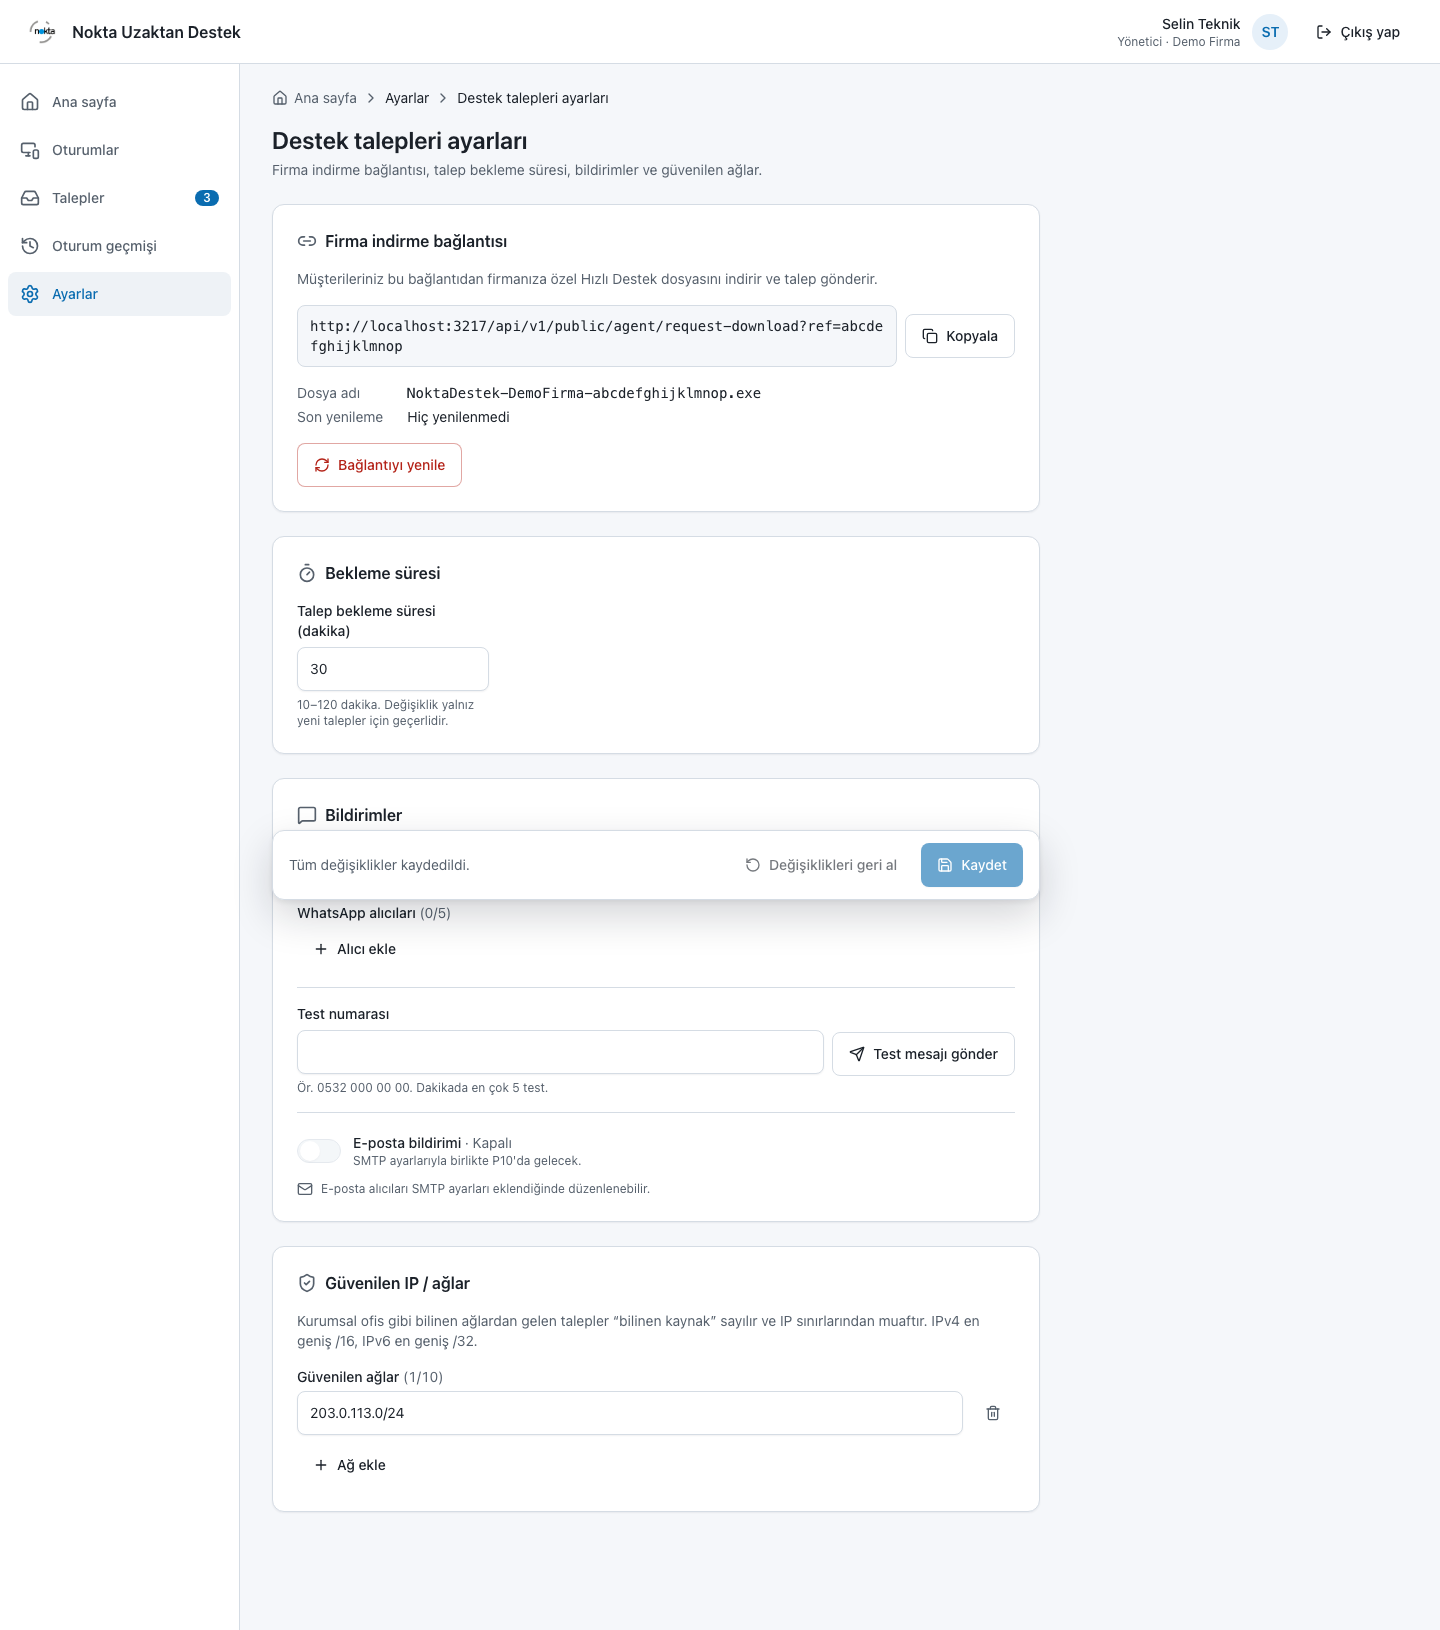 nokta
Nokta Uzaktan Destek
Selin Teknik
Yönetici · Demo Firma
ST
Çıkış yap
Ana sayfa
Oturumlar
Talepler
3
Oturum geçmişi
Ayarlar
Ana sayfa > Ayarlar > Destek talepleri ayarları
Destek talepleri ayarları
Firma indirme bağlantısı, talep bekleme süresi, bildirimler ve güvenilen ağlar.
Firma indirme bağlantısı
Müşterileriniz bu bağlantıdan firmanıza özel Hızlı Destek dosyasını indirir ve talep gönderir.
http://localhost:3217/api/v1/public/agent/request-download?ref=abcde
fghijklmnop
Kopyala
Dosya adı NoktaDestek-DemoFirma-abcdefghijklmnop.exe
Son yenileme Hiç yenilenmedi
Bağlantıyı yenile
Bekleme süresi
Talep bekleme süresi
(dakika)
30
10–120 dakika. Değişiklik yalnız
yeni talepler için geçerlidir.
Bildirimler
Tüm değişiklikler kaydedildi.
Değişiklikleri geri al
Kaydet
WhatsApp alıcıları (0/5)
+ Alıcı ekle
Test numarası
Test mesajı gönder
Ör. 0532 000 00 00. Dakikada en çok 5 test.
E-posta bildirimi · Kapalı
SMTP ayarlarıyla birlikte P10'da gelecek.
E-posta alıcıları SMTP ayarları eklendiğinde düzenlenebilir.
Güvenilen IP / ağlar
Kurumsal ofis gibi bilinen ağlardan gelen talepler “bilinen kaynak” sayılır ve IP sınırlarından muaftır. IPv4 en
geniş /16, IPv6 en geniş /32.
Güvenilen ağlar (1/10)
203.0.113.0/24
+ Ağ ekle